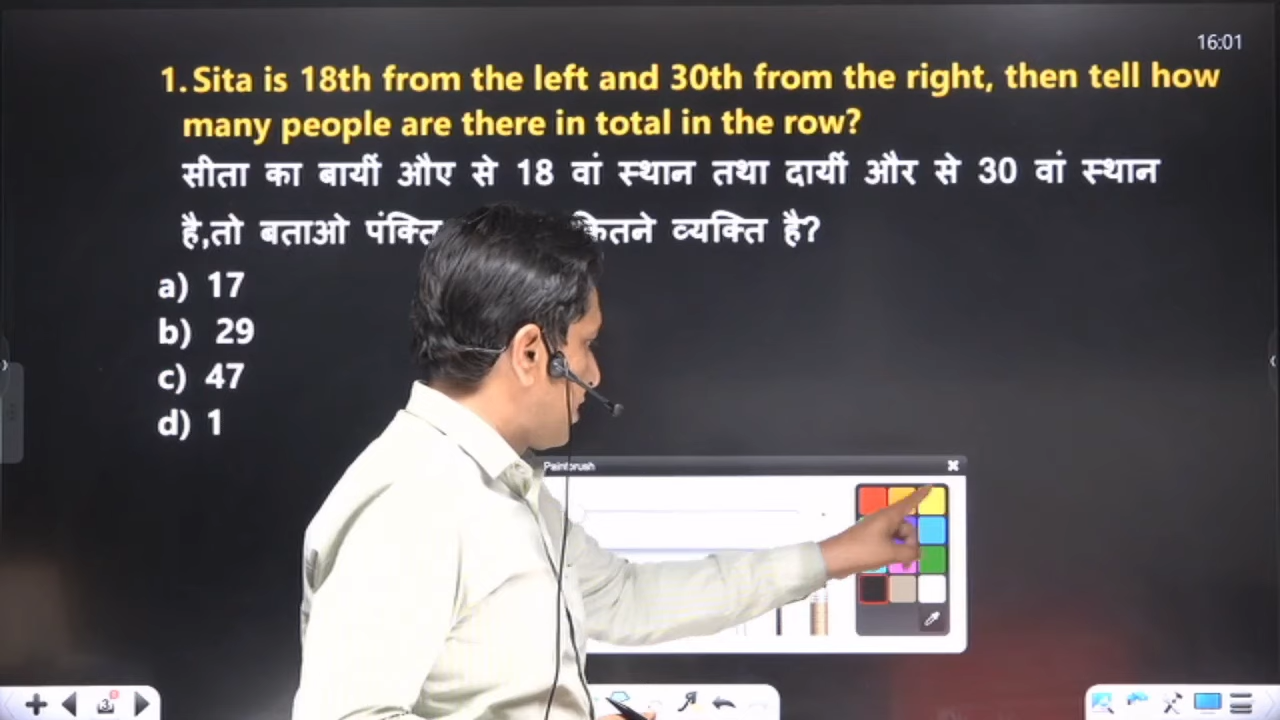 16:01
1. Sita is 18th from the left and 30th from the right, then tell how
many people are there in total in the row?
सीता का बायीं औए से 18 वां स्थान तथा दायीं और से 30 वां स्थान
है,तो बताओ पंक्ति व्यक्ति है?
a) 17
b) 29
c) 47
d) 1
Paintbrush
3